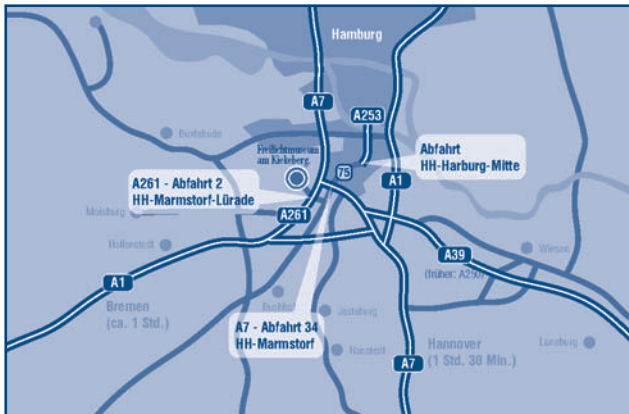 Hamburg
A7
A253
Buxtehude
Freilichtmuseum
am Kiekeberg
Abfahrt
HH-Harburg-Mitte
75
A261 - Abfahrt 2
HH-Marmstorf-Lürade
A1
Moisburg
A261
Hollenstedt
Winsen
A39
(früher: A250)
A1
Bremen
(ca. 1 Std.)
Jesteburg
A7 - Abfahrt 34
HH-Marmstorf
Hanstedt
Hannover
(1 Std. 30 Min.)
Lüneburg
A7